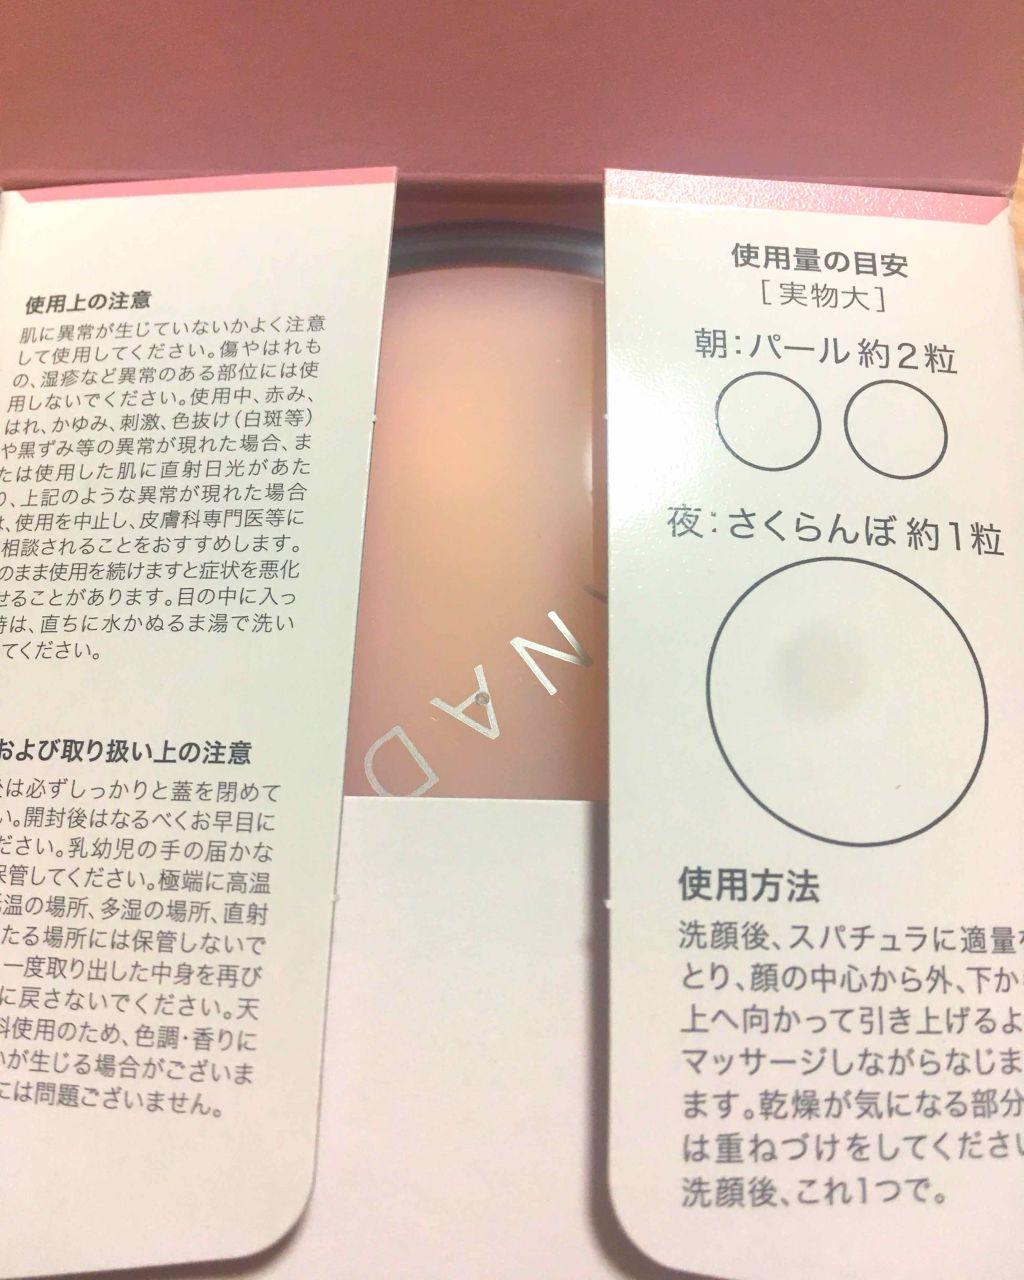 使用上の注意
肌に異常が生じていないかよく注意
して使用してください。傷やはれも
の、湿疹など異常のある部位には使
用しないでください。使用中、赤み、
はれ、かゆみ、刺激、色抜け(白斑等)
や黒ずみ等の異常が現れた場合、ま
たは使用した肌に直射日光があた
り、上記のような異常が現れた場合
は、使用を中止し、皮膚科専門医等に
相談されることをおすすめします。
のまま使用を続けますと症状を悪化
せることがあります。目の中に入っ
時は、直ちに水かぬるま湯で洗い
てください。
および取り扱い上の注意
は必ずしっかりと蓋を閉めて
い。開封後はなるべくお早目に
ださい。乳幼児の手の届かな
保管してください。極端に高温
温の場所、多湿の場所、直射
たる場所には保管しないで
一度取り出した中身を再び
に戻さないでください。天
料使用のため、色調・香りに
いが生じる場合がございま
には問題ございません。
NAD
使用量の目安
[実物大]
朝:パール約2粒
夜:さくらんぼ約1粒
使用方法
洗顔後、スパチュラに適量を
とり、顔の中心から外、下から
上へ向かって引き上げるよ
マッサージしながらなじま
ます。乾燥が気になる部分
は重ねづけをしてください
洗顔後、これ1つで。